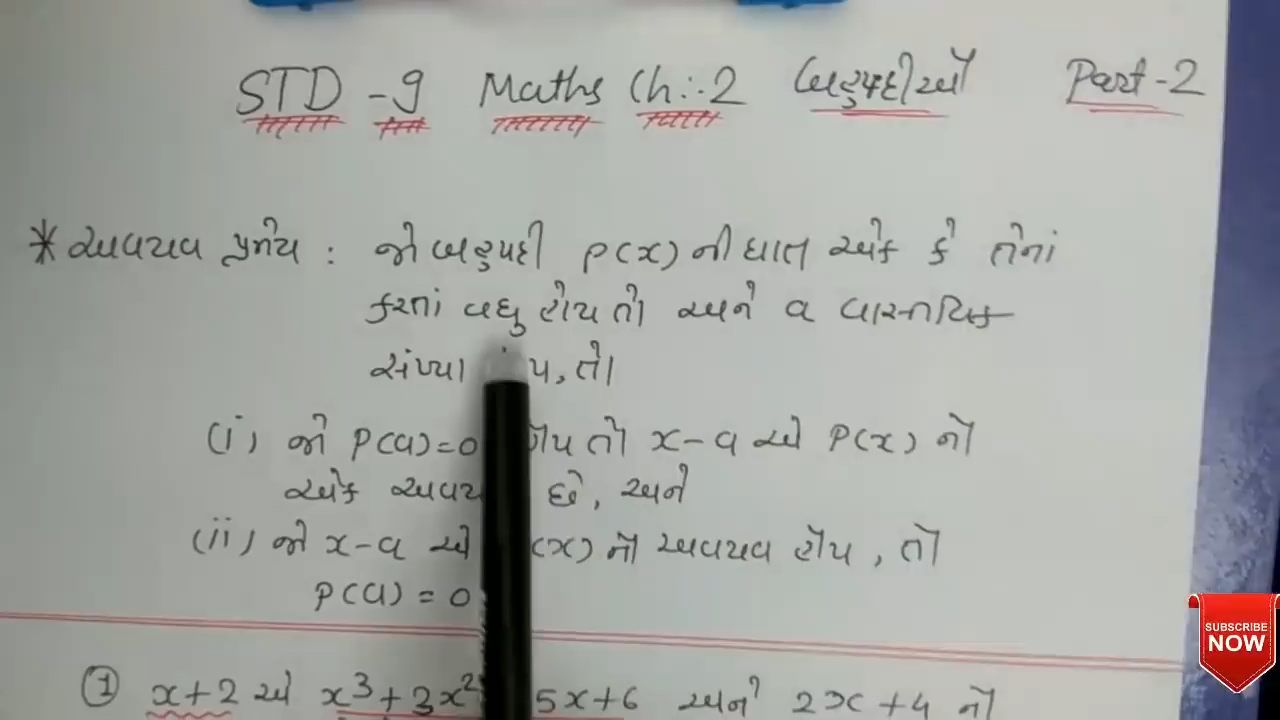 STD - 9 Maths Ch:-2 બહુપદીઓ Part-2
* અવયવ પ્રમેય : જો બહુપદી P(x) ની ઘાત એક કે તેનાં
કરતાં વધુ હોય તો અને a વાસ્તવિક
સંખ્યા , તો
(i) જો P(a)=0 તો x-a એ P(x) નો
એક છે, અને
(ii) જો x-a એ (x) નો અવયવ હોય , તો
P(a) = 0
① x+2 એ x³+3x² 5x+6 અને 2x+4 નો
SUBSCRIBE
NOW